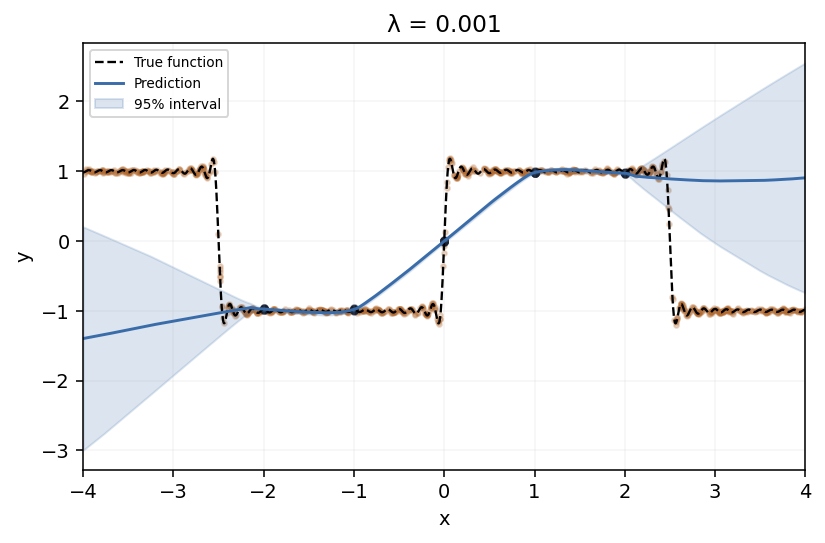 λ = 0.001
True function
Prediction
95% interval
y
2
1
0
−1
−2
−3
−4
−3
−2
−1
0
1
2
3
4
x